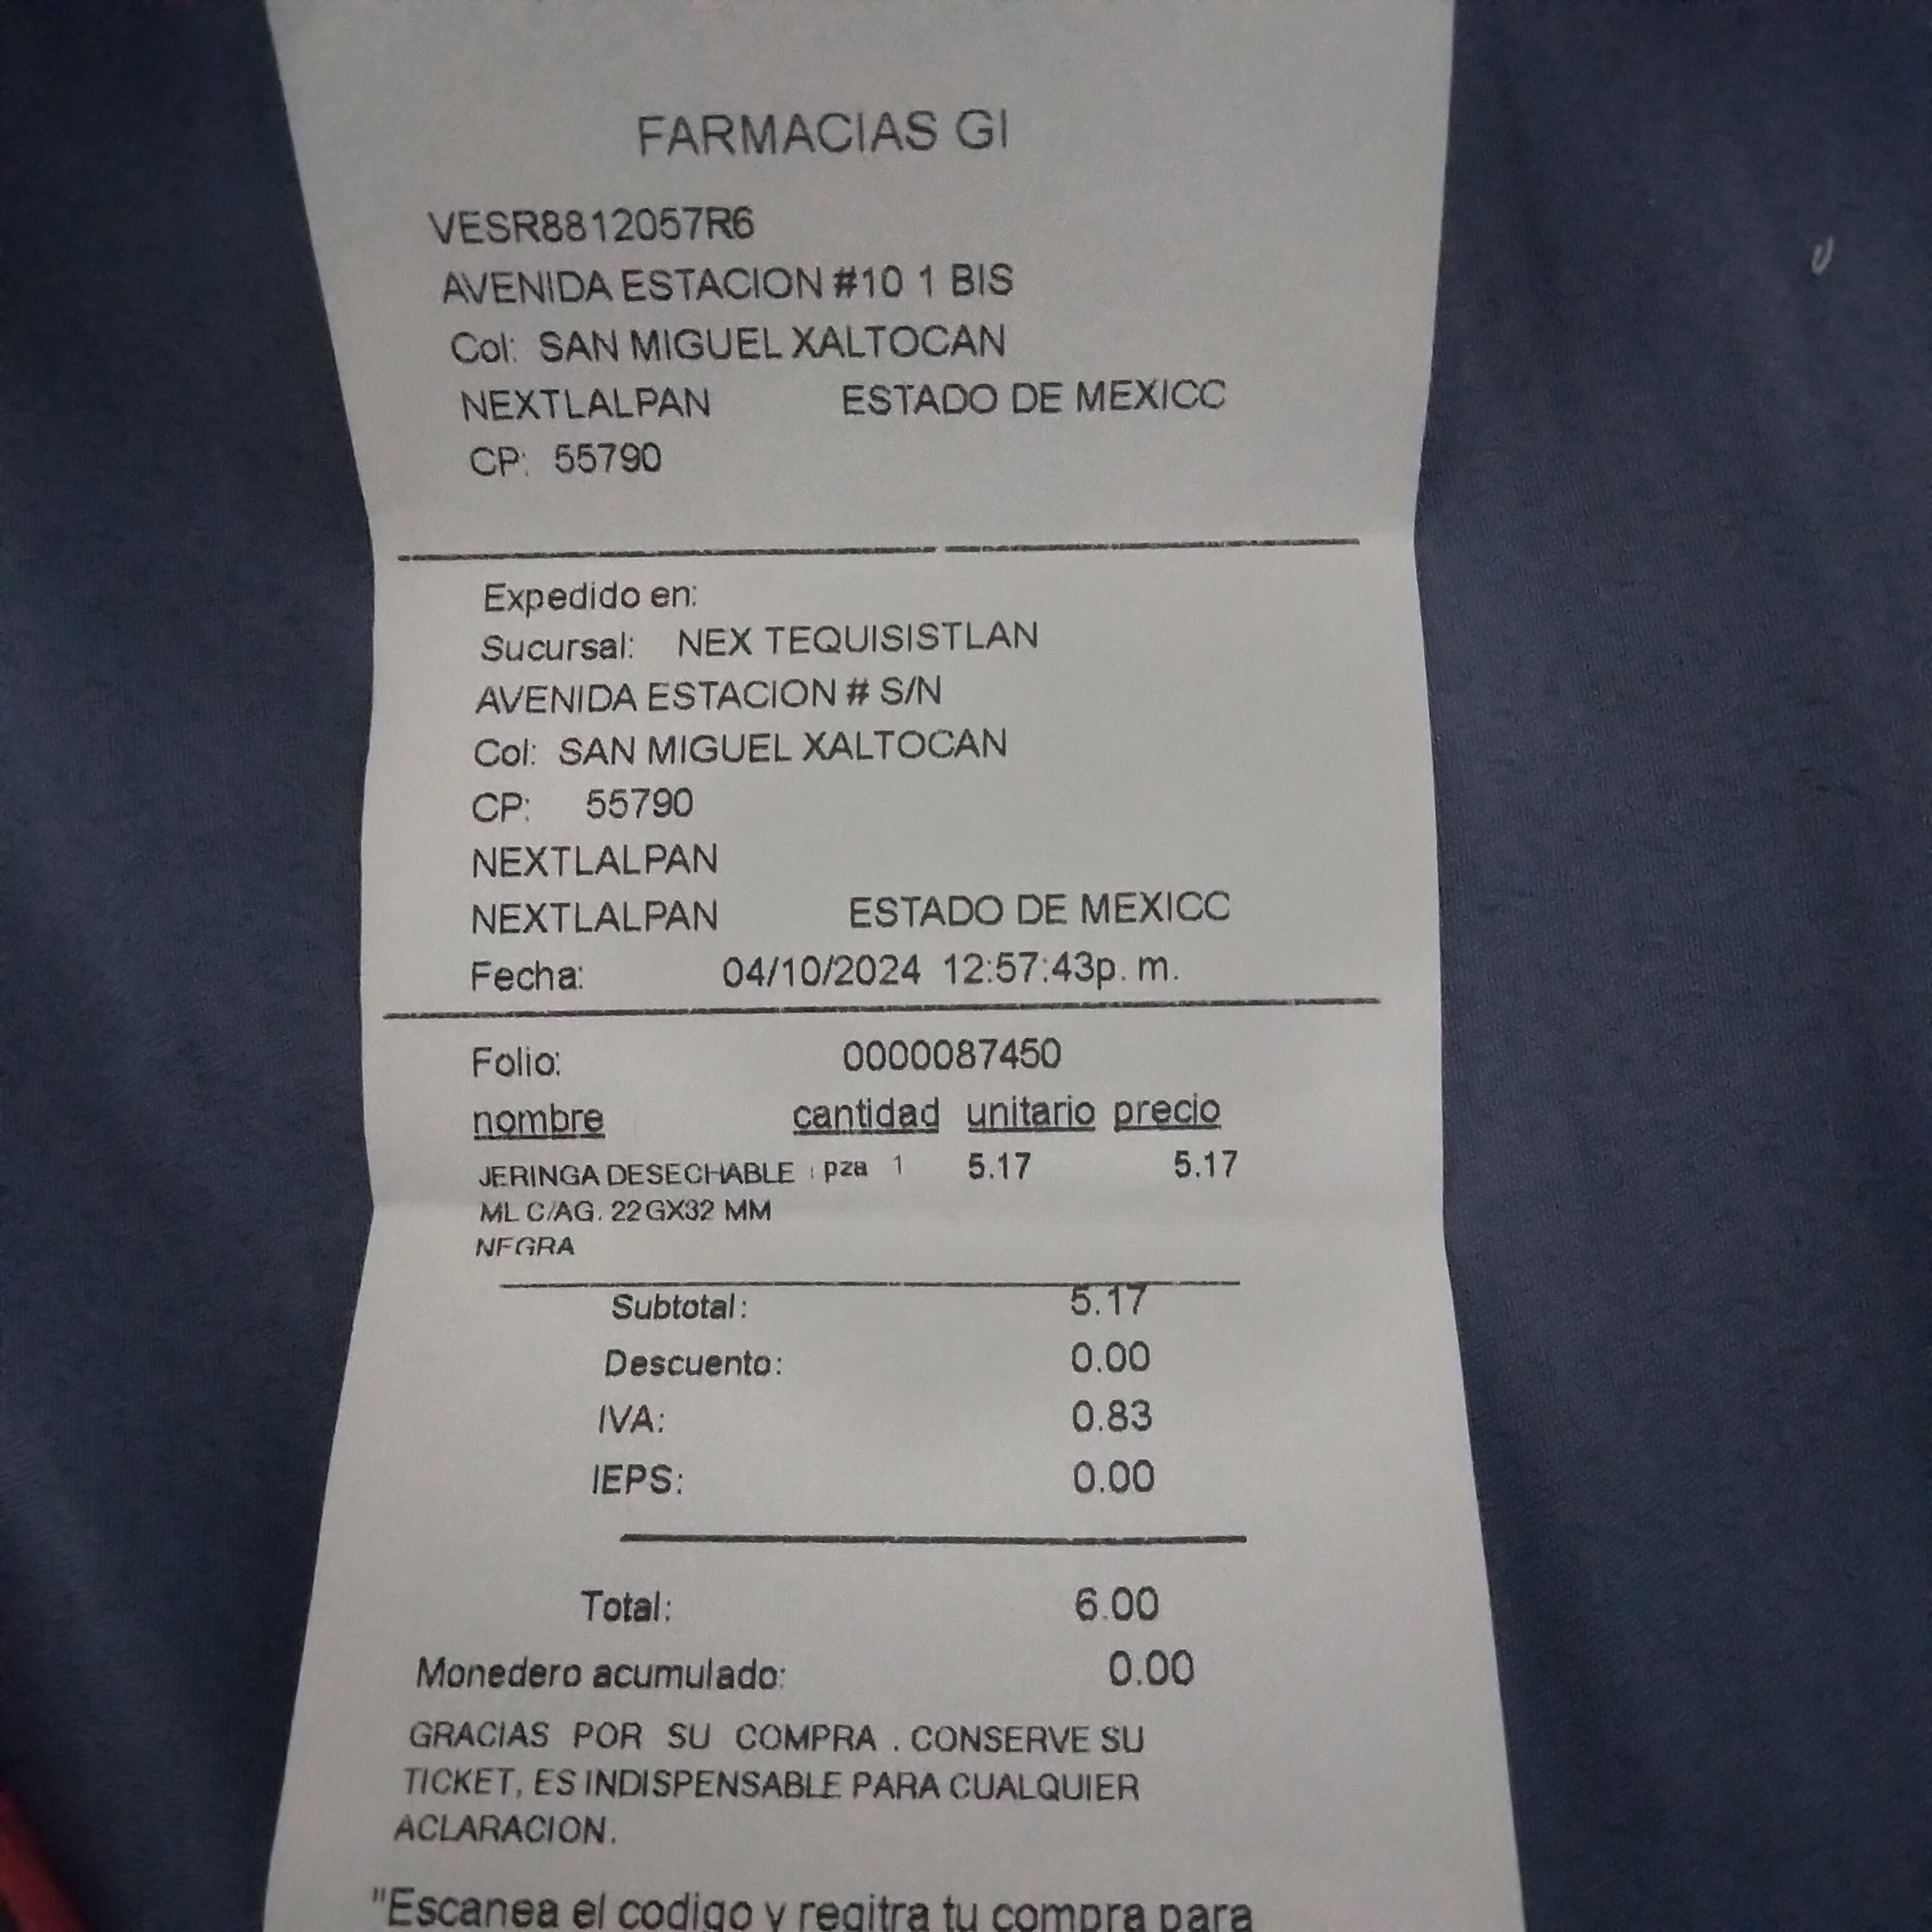 FARMACIAS GI
VESR8812057R6
AVENIDA ESTACION #10 1 BIS
Col: SAN MIGUEL XALTOCAN
NEXTLALPAN ESTADO DE MEXICC
CP: 55790
Expedido en:
Sucursal: NEX TEQUISISTLAN
AVENIDA ESTACION # S/N
Col: SAN MIGUEL XALTOCAN
CP: 55790
NEXTLALPAN
NEXTLALPAN ESTADO DE MEXICC
Fecha: 04/10/2024 12:57:43p. m.
Folio: 0000087450
nombre cantidad unitario precio
JERINGA DESECHABLE pza 1 5.17 5.17
ML C/AG. 22GX32 MM
NEGRA
Subtotal: 5.17
Descuento: 0.00
IVA: 0.83
IEPS: 0.00
Total: 6.00
Monedero acumulado: 0.00
GRACIAS POR SU COMPRA . CONSERVE SU
TICKET, ES INDISPENSABLE PARA CUALQUIER
ACLARACION.
"Escanea el codigo y regitra tu compra para